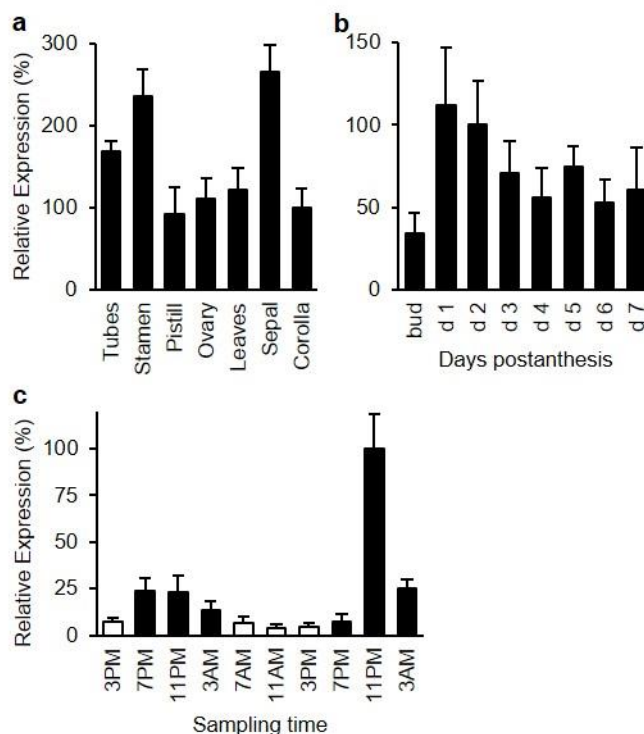 a
Relative Expression (%)
300
200
100
0
Tubes
Stamen
Pistill
Ovary
Leaves
Sepal
Corolla
b
150
100
50
0
bud
d 1
d 2
d 3
d 4
d 5
d 6
d 7
Days postanthesis
c
Relative Expression (%)
100
75
50
25
0
3PM
7PM
11PM
3AM
7AM
11AM
3PM
7PM
11PM
3AM
Sampling time